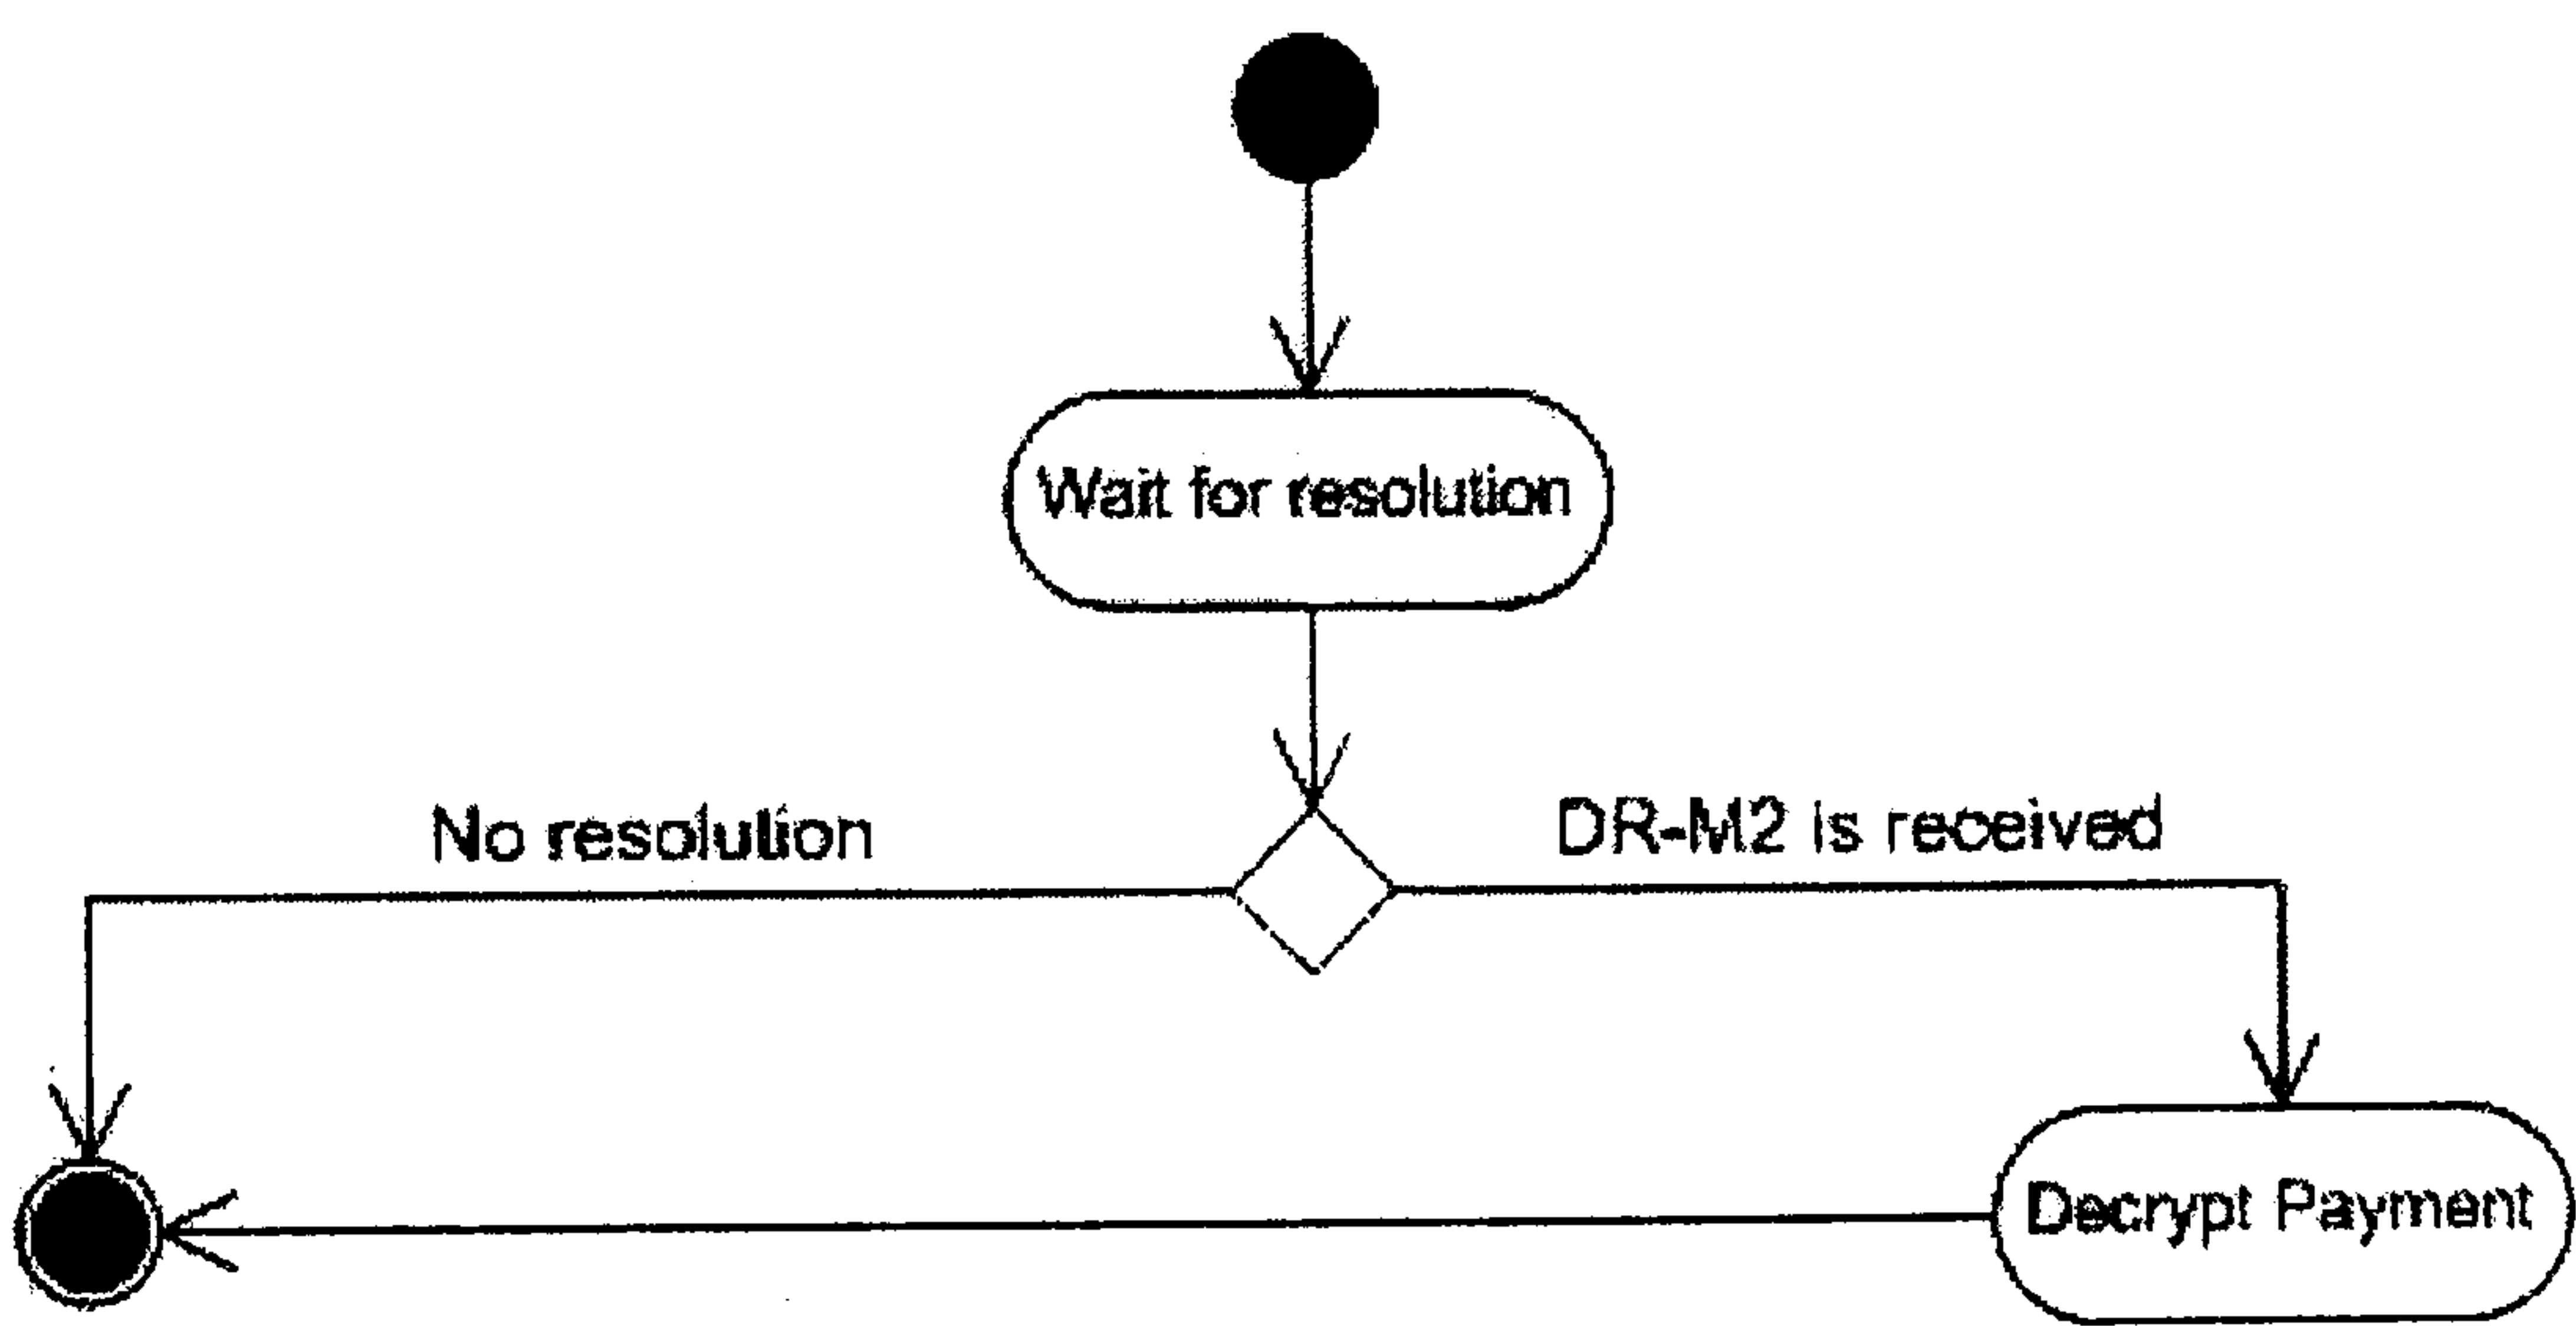 Wait for resolution
No resolution
DR-M2 is received
Decrypt Payment